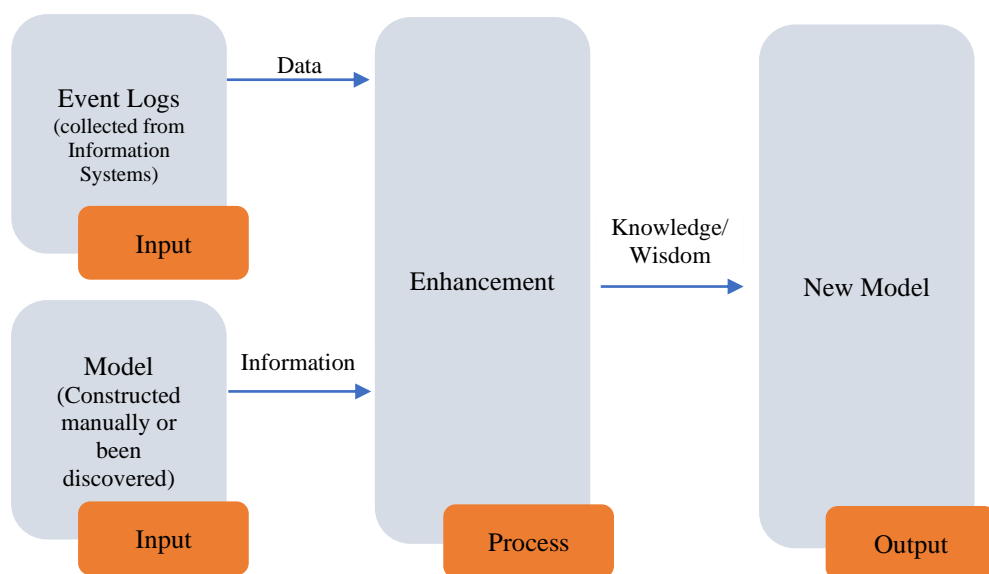 Event Logs
(collected from
Information
Systems)
Input
Data
Model
(Constructed
manually or
been
discovered)
Input
Information
Enhancement
Process
Knowledge/
Wisdom
New Model
Output